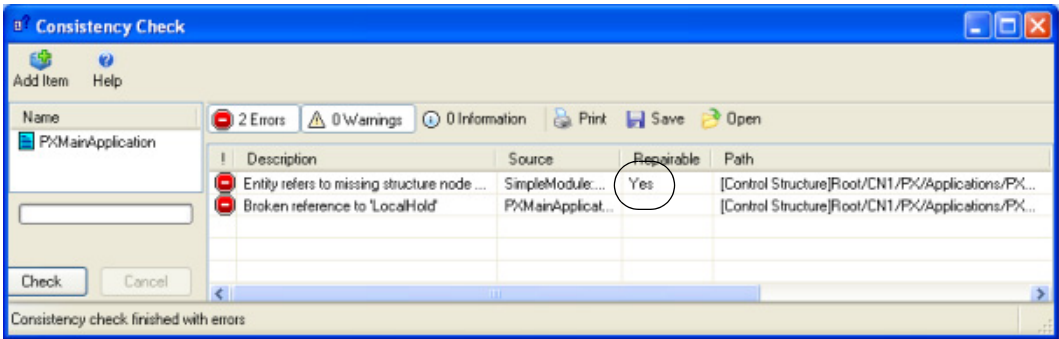 Consistency Check
Add Item Help
Name
PXMainApplication
Check Cancel
2 Errors 0 Warnings 0 Information Print Save Open
! Description Source Repairable Path
Entity refers to missing structure node ... SimpleModule:... Yes [Control Structure]Root/CN1/PX/Applications/PX...
Broken reference to 'LocalHold' PXMainApplicat... [Control Structure]Root/CN1/PX/Applications/PX...
Consistency check finished with errors